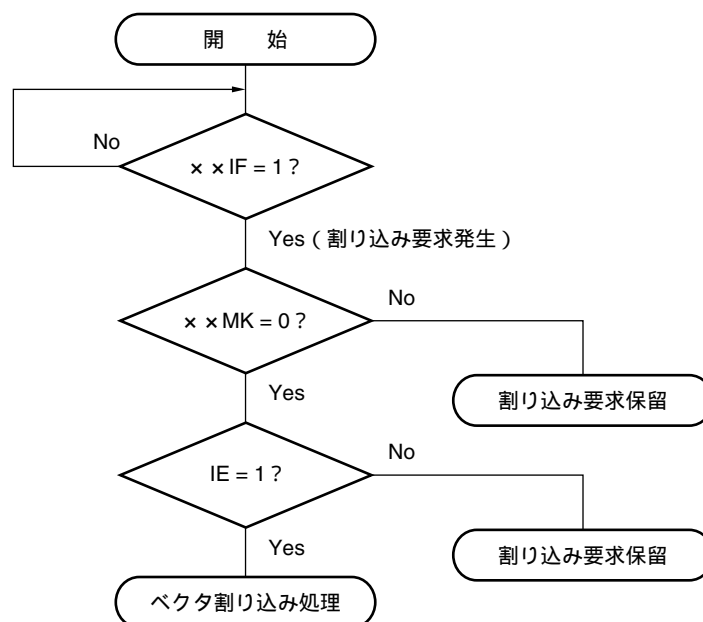 開　　始
No
××IF = 1？
Yes（割り込み要求発生）
××MK = 0？
No
割り込み要求保留
Yes
IE = 1？
No
割り込み要求保留
Yes
ベクタ割り込み処理